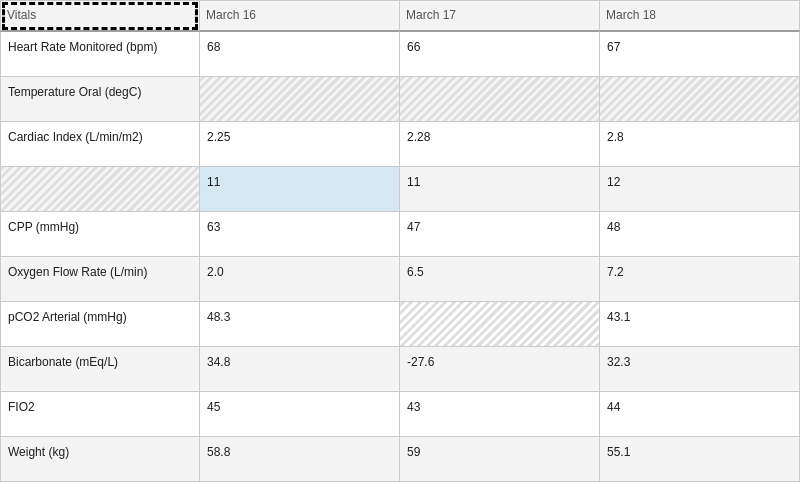 Vitals March 16 March 17 March 18
Heart Rate Monitored (bpm) 68 66 67
Temperature Oral (degC)
Cardiac Index (L/min/m2) 2.25 2.28 2.8
11 11 12
CPP (mmHg) 63 47 48
Oxygen Flow Rate (L/min) 2.0 6.5 7.2
pCO2 Arterial (mmHg) 48.3 43.1
Bicarbonate (mEq/L) 34.8 -27.6 32.3
FIO2 45 43 44
Weight (kg) 58.8 59 55.1